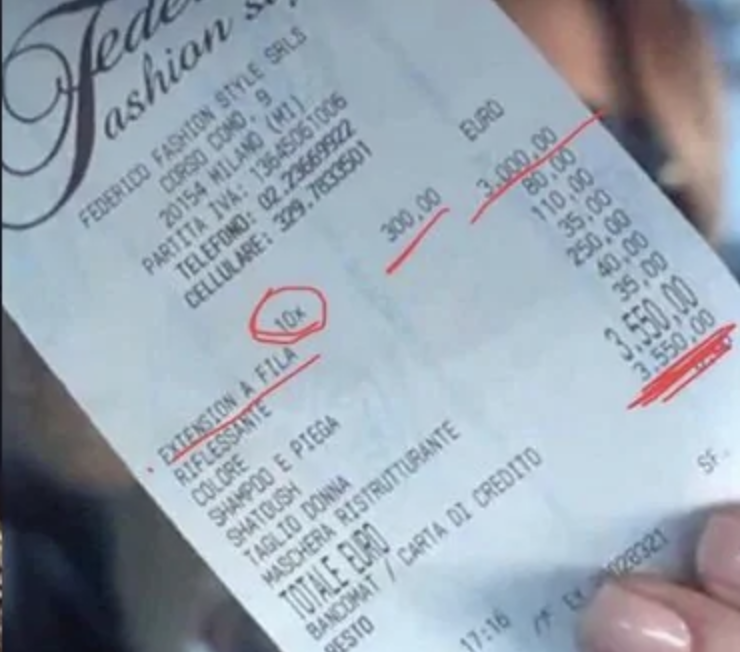 Fashion
FEDERICO FASHION STYLE SRLS
CORSO COMO, 9
20154 MILANO (MI)
PARTITA IVA: 13645061006
TELEFONO: 02.23669922
CELLULARE: 329.7833501
EURO
10x 300,00
EXTENSION A FILA 3.000,00
RIFLESSANTE 80,00
COLORE 110,00
SHAMPOO E PIEGA 35,00
SHATOUSH 250,00
TAGLIO DONNA 40,00
MASCHERA RISTRUTTURANTE 35,00
TOTALE EURO 3.550,00
BANCOMAT / CARTA DI CREDITO 3.550,00
RESTO
17:16